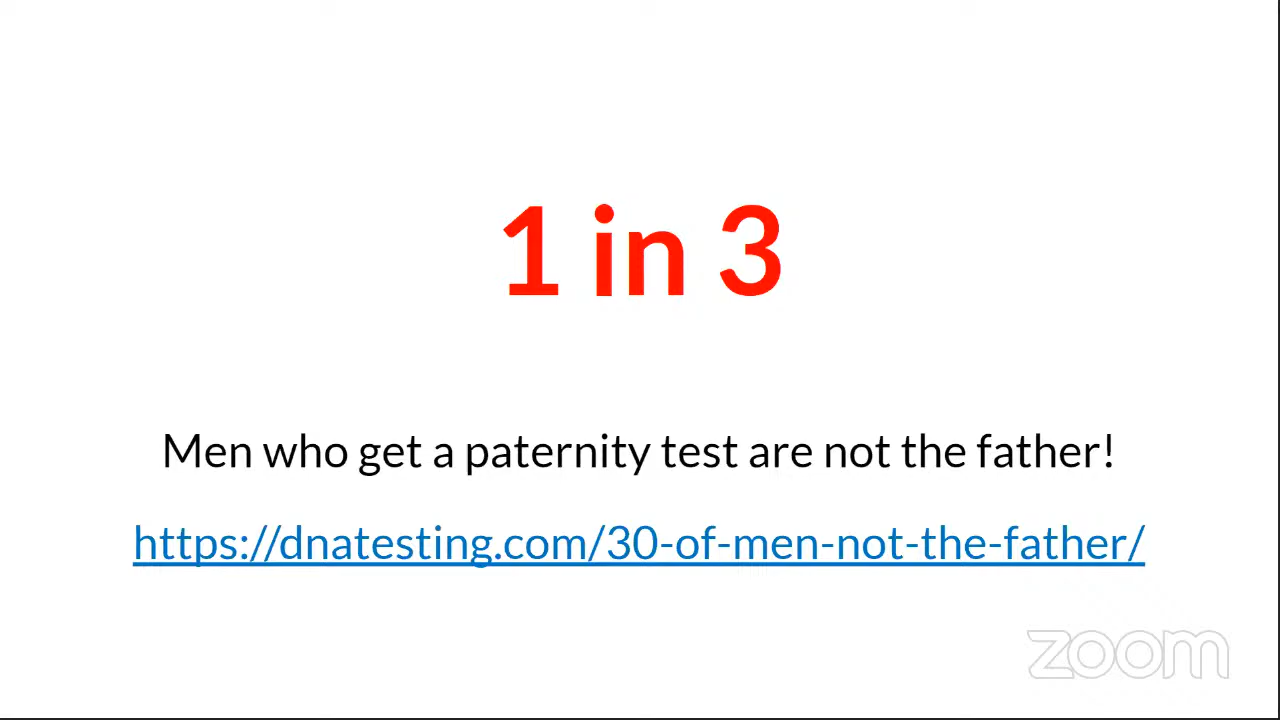 1 in 3
Men who get a paternity test are not the father!
https://dnatesting.com/30-of-men-not-the-father/
zoom